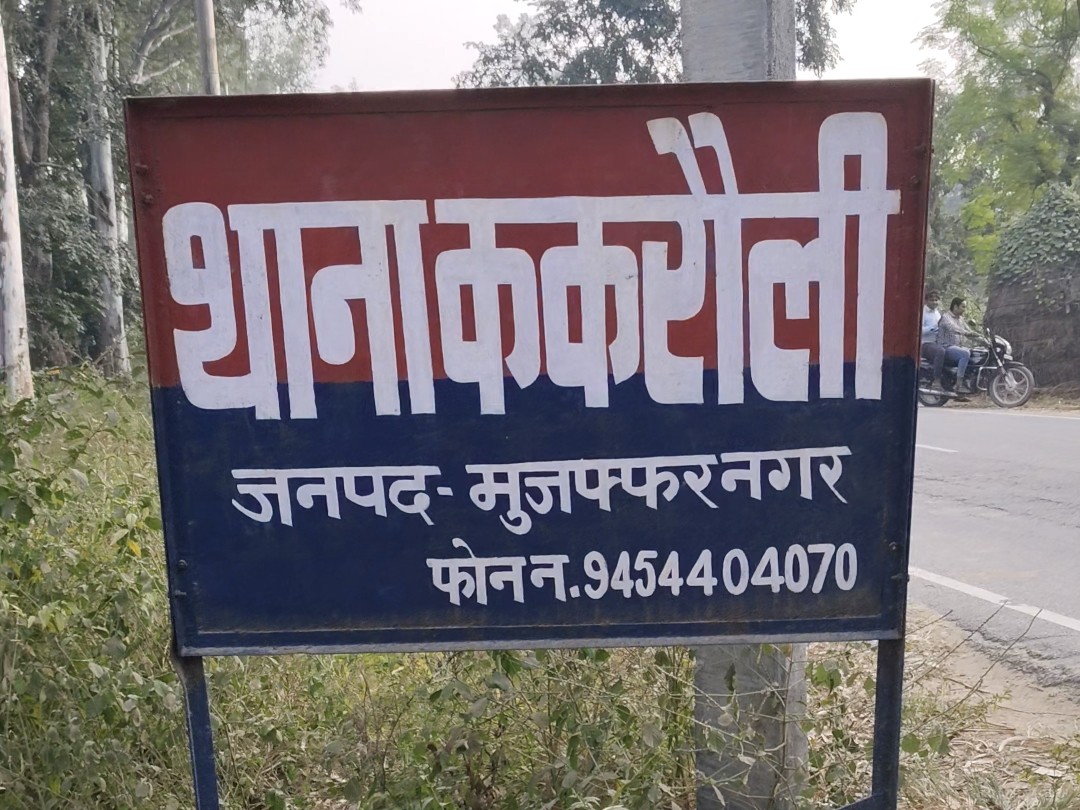 थाना ककरौली
जनपद- मुजफ्फरनगर
फोन न.9454404070